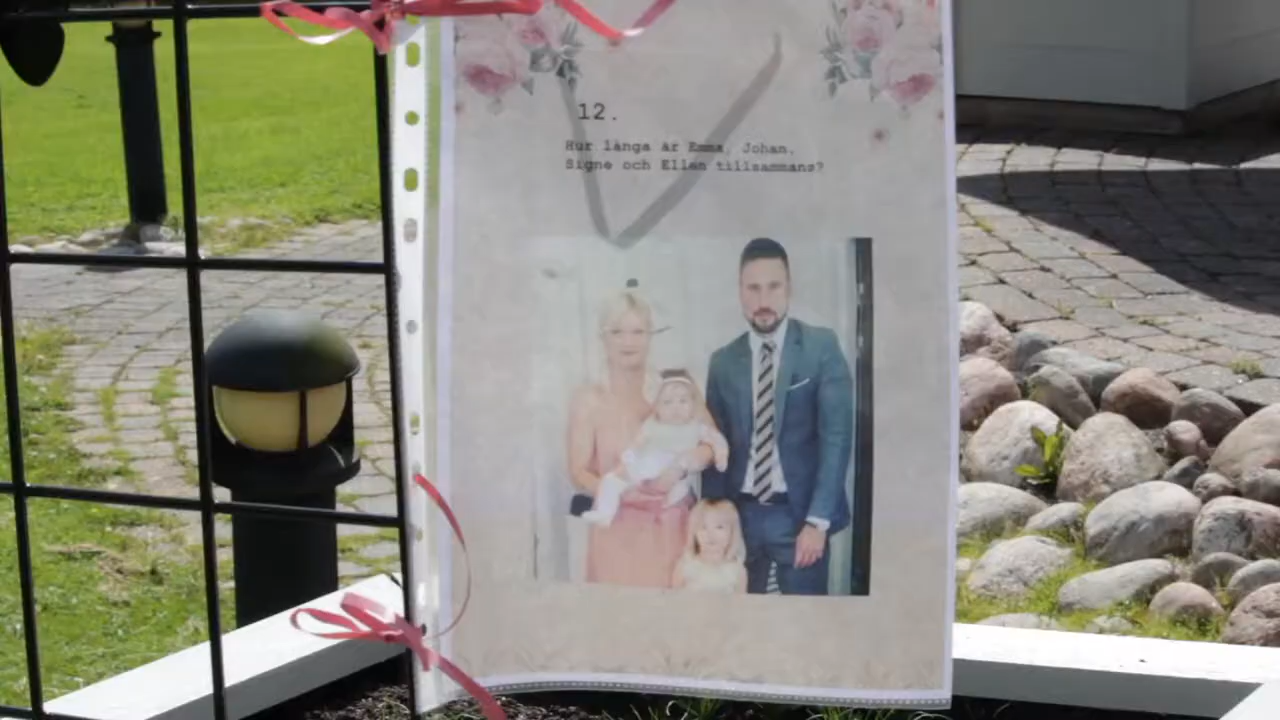 12.
Hur långa är Emma, Johan.
Signe och Ellen tillsammans?